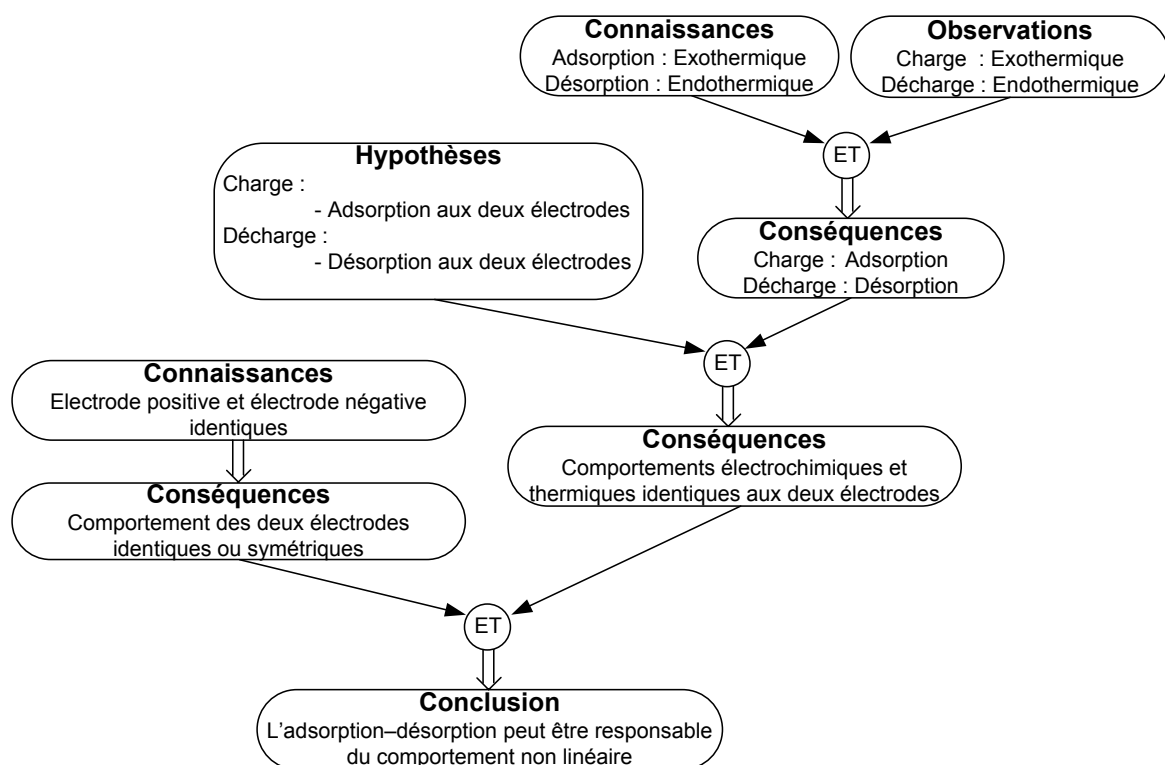 Connaissances
Adsorption : Exothermique
Désorption : Endothermique
Observations
Charge : Exothermique
Décharge : Endothermique
ET
Hypothèses
Charge :
- Adsorption aux deux électrodes
Décharge :
- Désorption aux deux électrodes
Conséquences
Charge : Adsorption
Décharge : Désorption
ET
Connaissances
Electrode positive et électrode négative
identiques
Conséquences
Comportements électrochimiques et
thermiques identiques aux deux électrodes
Conséquences
Comportement des deux électrodes
identiques ou symétriques
ET
Conclusion
L'adsorption–désorption peut être responsable
du comportement non linéaire